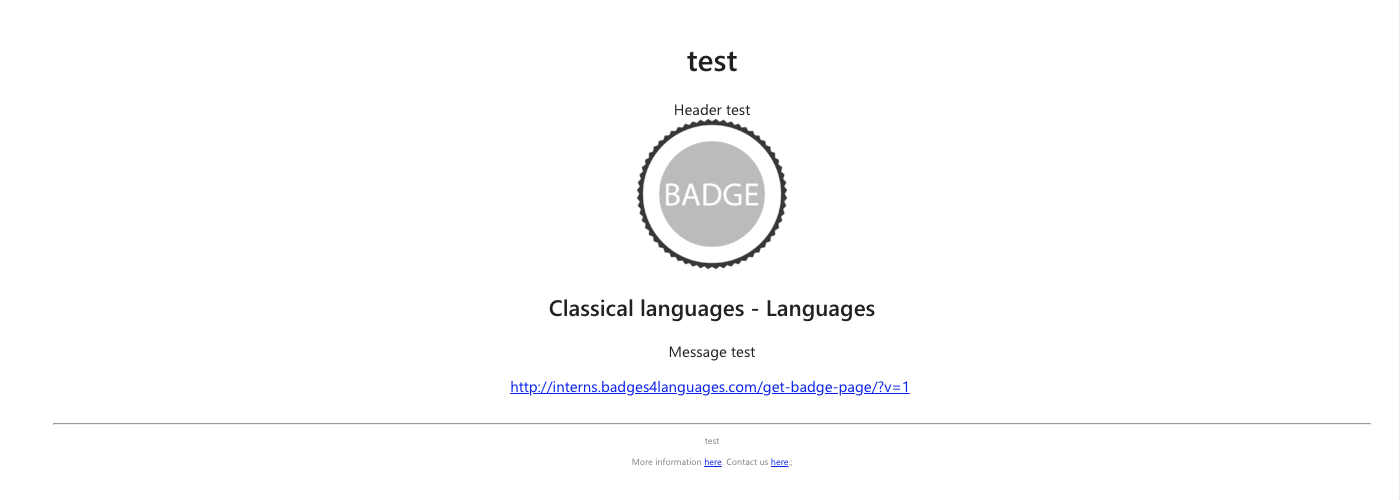 test
Header test
BADGE
Classical languages - Languages
Message test
http://interns.badges4languages.com/get-badge-page/?v=1
test
More information here. Contact us here.;